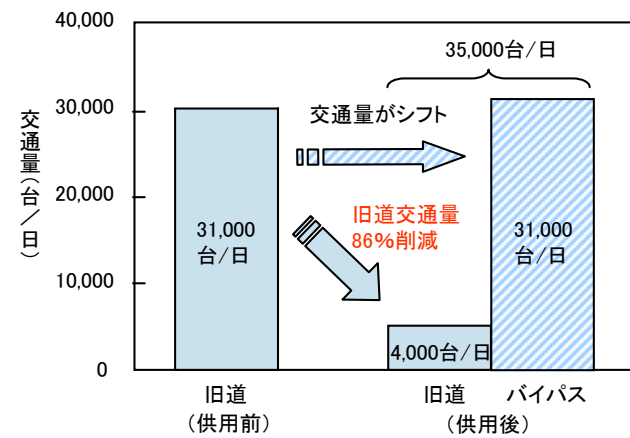 交通量(台/日)
40,000
30,000
20,000
10,000
0
31,000
台/日
交通量がシフト
旧道交通量
86%削減
35,000台/日
4,000台/日
31,000
台/日
旧道
(供用前)
旧道
バイパス
(供用後)